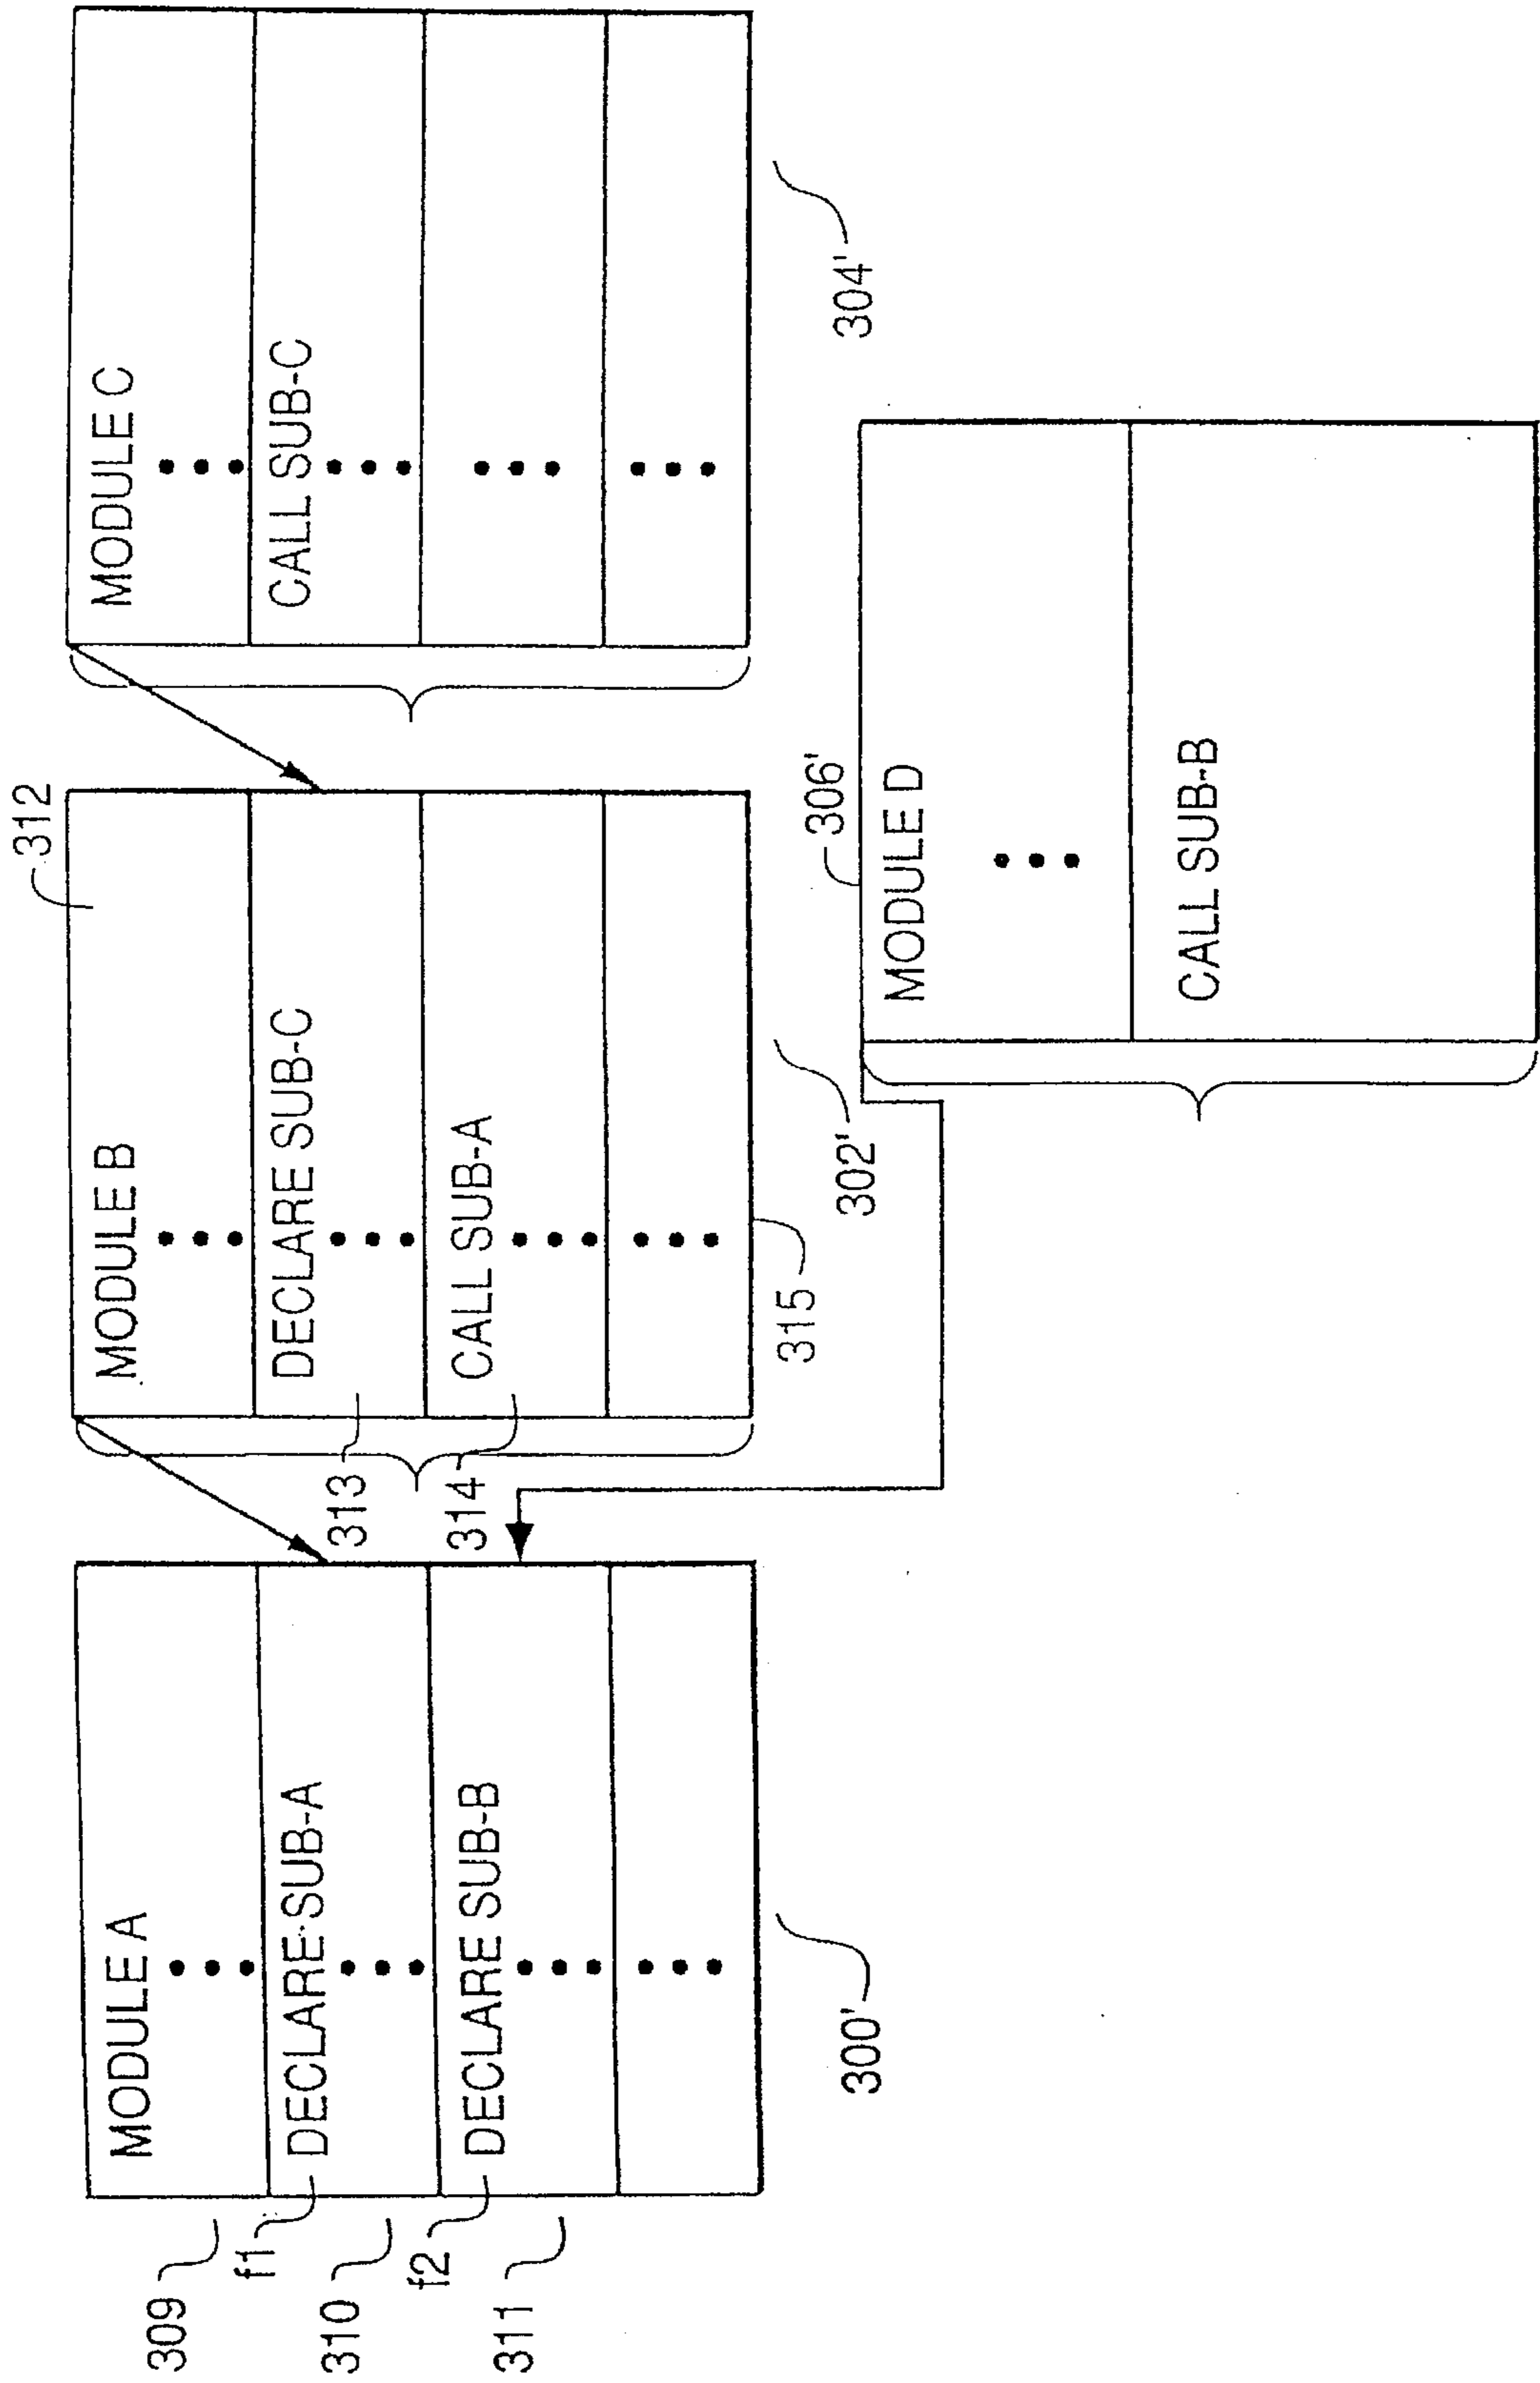 MODULE A
309
f1
DECLARE SUB-A
310
f2
DECLARE SUB-B
311
300'
312
MODULE B
313
DECLARE SUB-C
314
CALL SUB-A
315
302'
MODULE C
CALL SUB-C
304'
306'
MODULE D
CALL SUB-B